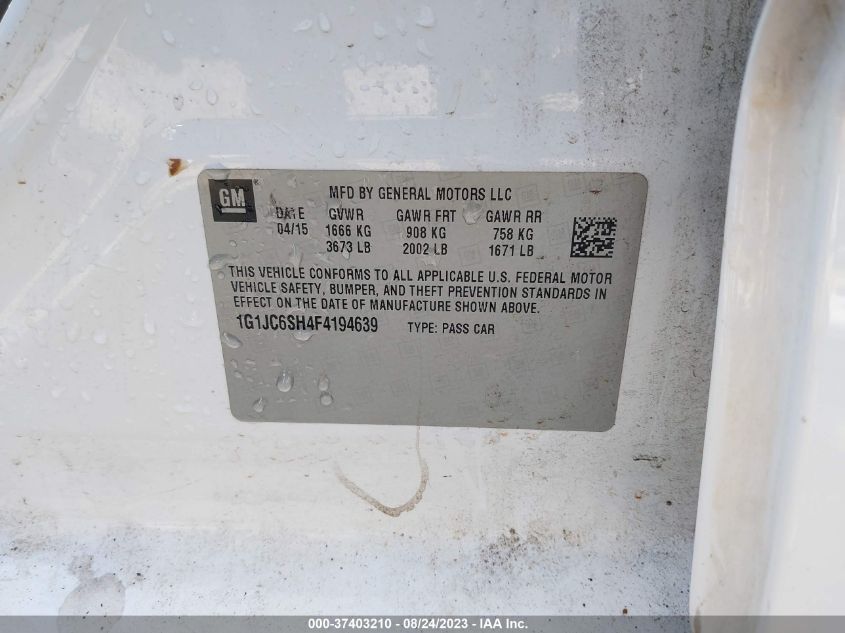 GM® MFD BY GENERAL MOTORS LLC
DATE GVWR GAWR FRT GAWR RR
04/15 1666 KG 908 KG 758 KG
3673 LB 2002 LB 1671 LB
THIS VEHICLE CONFORMS TO ALL APPLICABLE U.S. FEDERAL MOTOR
VEHICLE SAFETY, BUMPER, AND THEFT PREVENTION STANDARDS IN
EFFECT ON THE DATE OF MANUFACTURE SHOWN ABOVE.
1G1JC6SH4F4194639 TYPE: PASS CAR
000-37403210 - 08/24/2023 - IAA Inc.